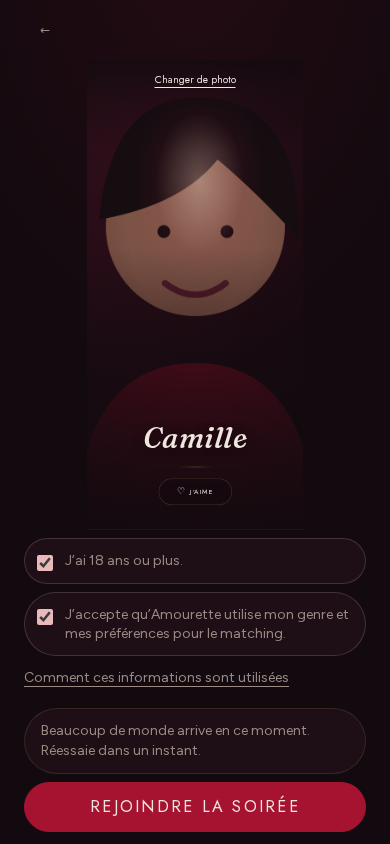 ←
Changer de photo
Camille
♡ J'AIME
J’ai 18 ans ou plus.
J’accepte qu’Amourette utilise mon genre et
mes préférences pour le matching.
Comment ces informations sont utilisées
Beaucoup de monde arrive en ce moment.
Réessaie dans un instant.
REJOINDRE LA SOIRÉE